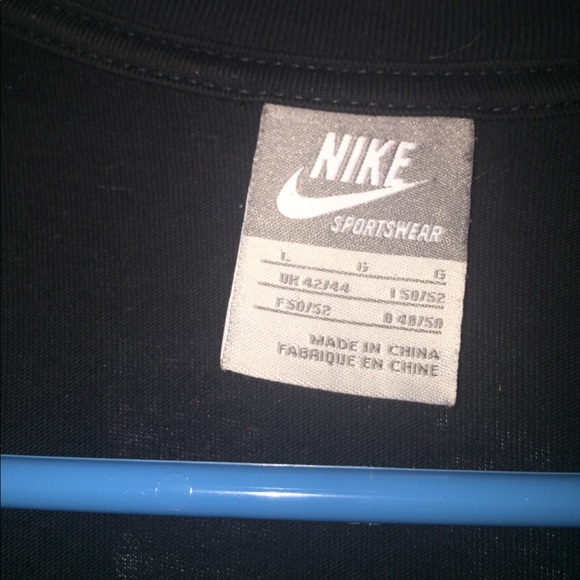 NIKE
SPORTSWEAR
L G G
UK 42/44 I 50/52
F 50/52 D 48/50
MADE IN CHINA
FABRIQUE EN CHINE